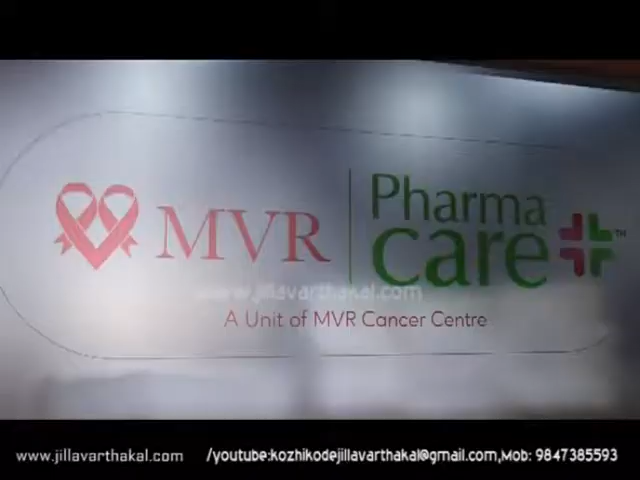 MVR
Pharma
care
TM
www.jillavarthakal.com
A Unit of MVR Cancer Centre
www.jillavarthakal.com /youtube:kozhikodejillavarthakal@gmail.com,Mob: 9847385593